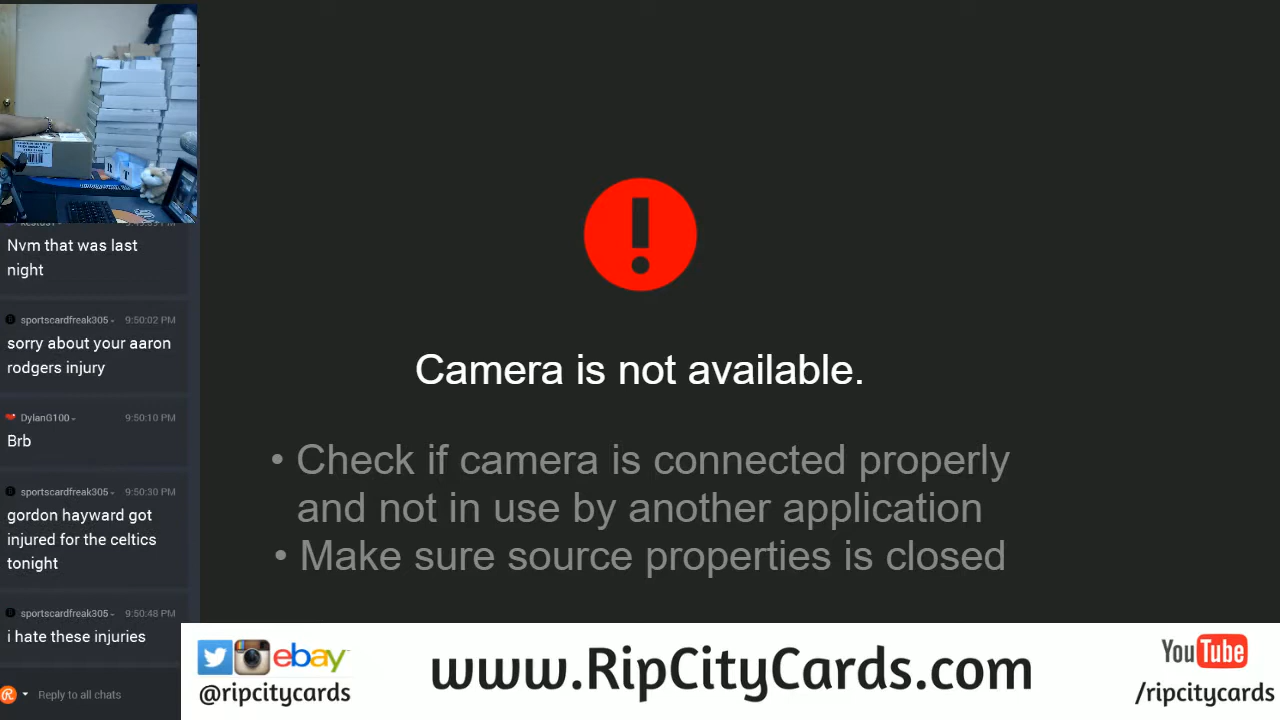 Nvm that was last
night
sportscardfreak305 9:50:02 PM
sorry about your aaron
rodgers injury
DylanG100 9:50:10 PM
Brb
sportscardfreak305 9:50:30 PM
gordon hayward got
injured for the celtics
tonight
sportscardfreak305 9:50:48 PM
i hate these injuries
Reply to all chats
!
Camera is not available.
• Check if camera is connected properly
and not in use by another application
• Make sure source properties is closed
ebay
@ripcitycards
www.RipCityCards.com
YouTube
/ripcitycards